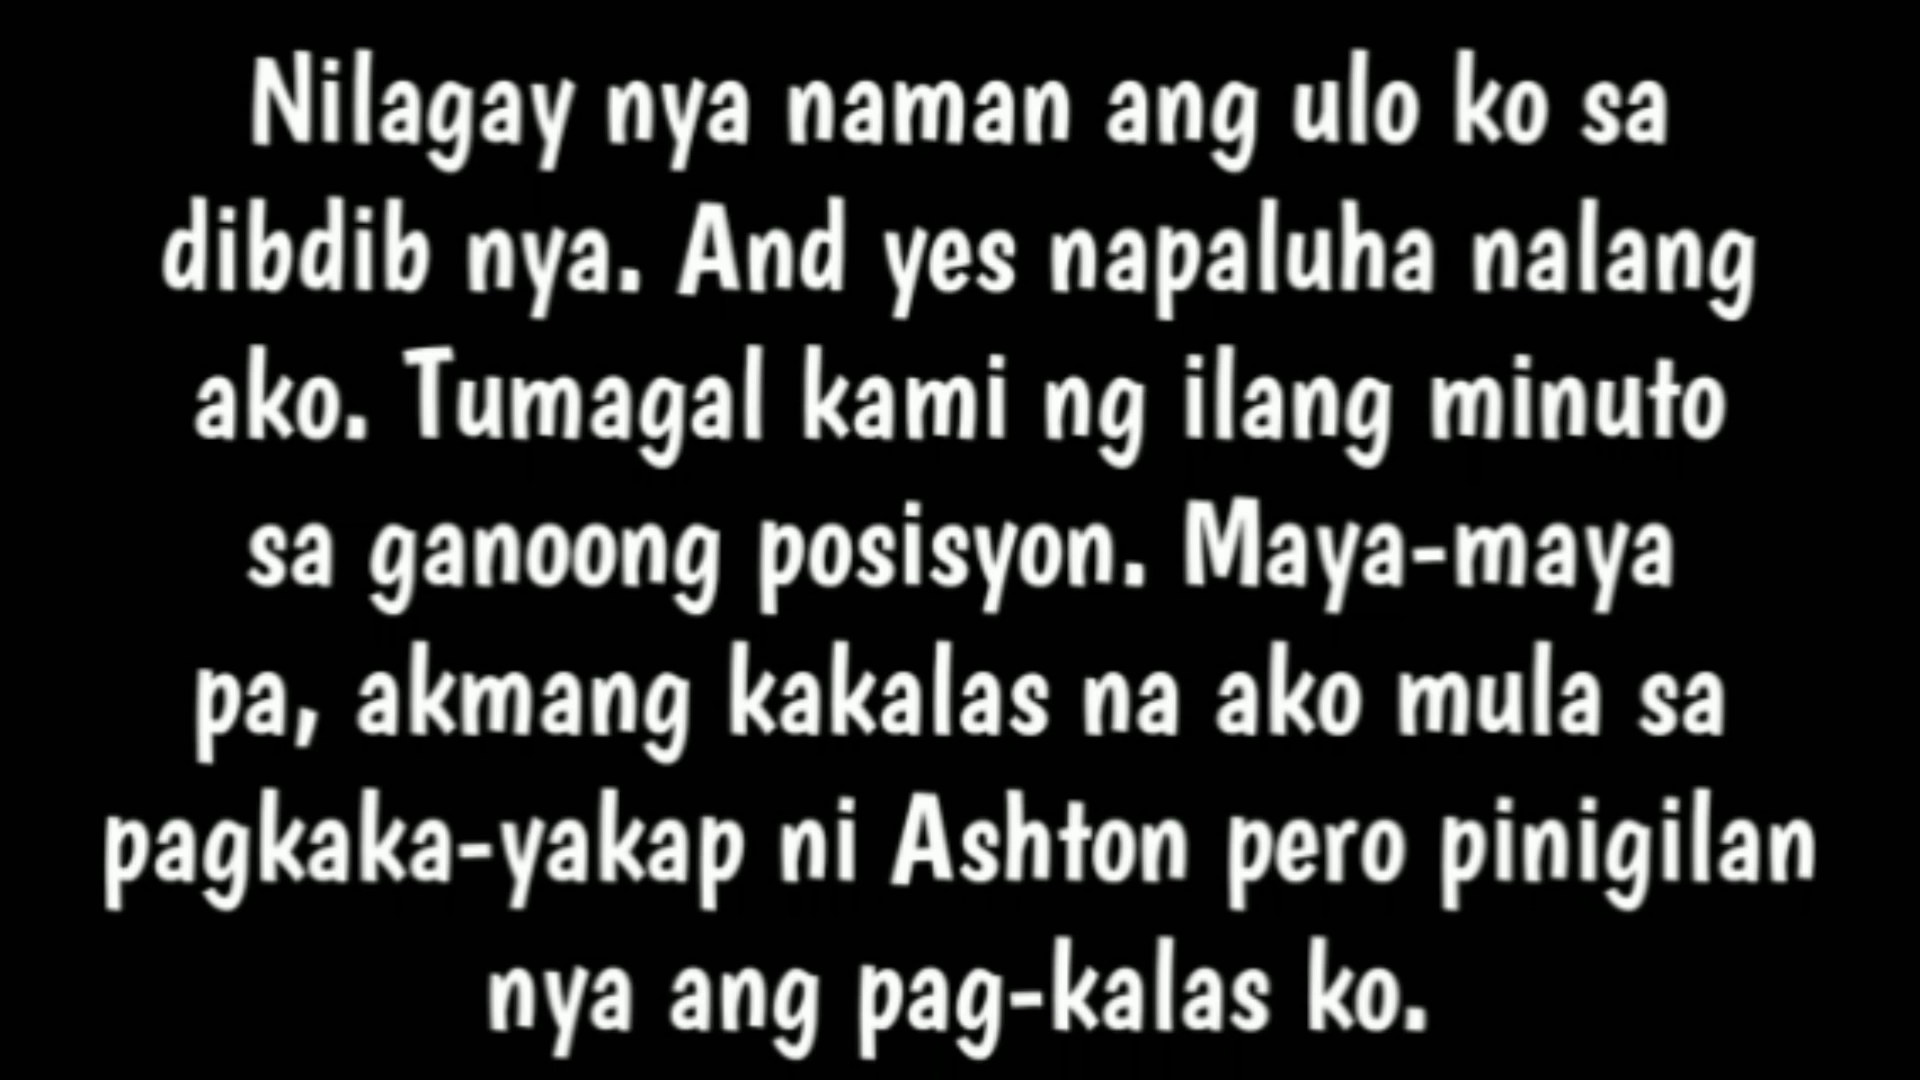 Nilagay nya naman ang ulo ko sa
dibdib nya. And yes napaluha nalang
ako. Tumagal kami ng ilang minuto
sa ganoong posisyon. Maya-maya
pa, akmang kakalas na ako mula sa
pagkaka-yakap ni Ashton pero pinigilan
nya ang pag-kalas ko.